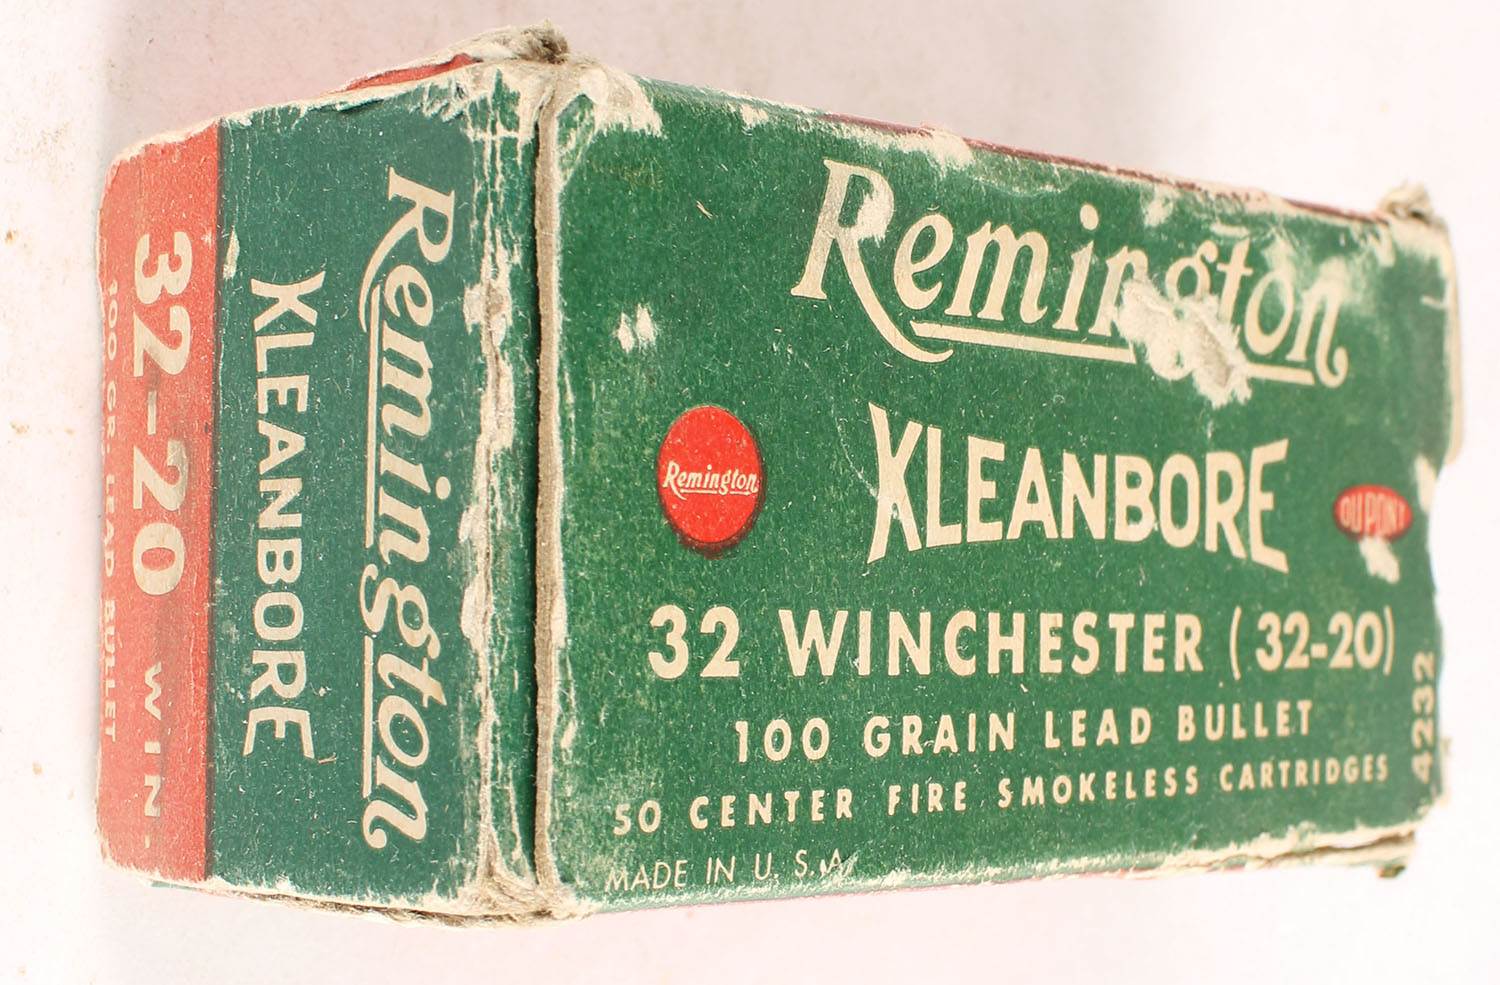 Remington
KLEANBORE
Remington
DU PONT
32 WINCHESTER (32-20)
100 GRAIN LEAD BULLET
50 CENTER FIRE SMOKELESS CARTRIDGES
MADE IN U. S. A.
4232
Remington
KLEANBORE
32-20 WIN.
100 GR. LEAD BULLET